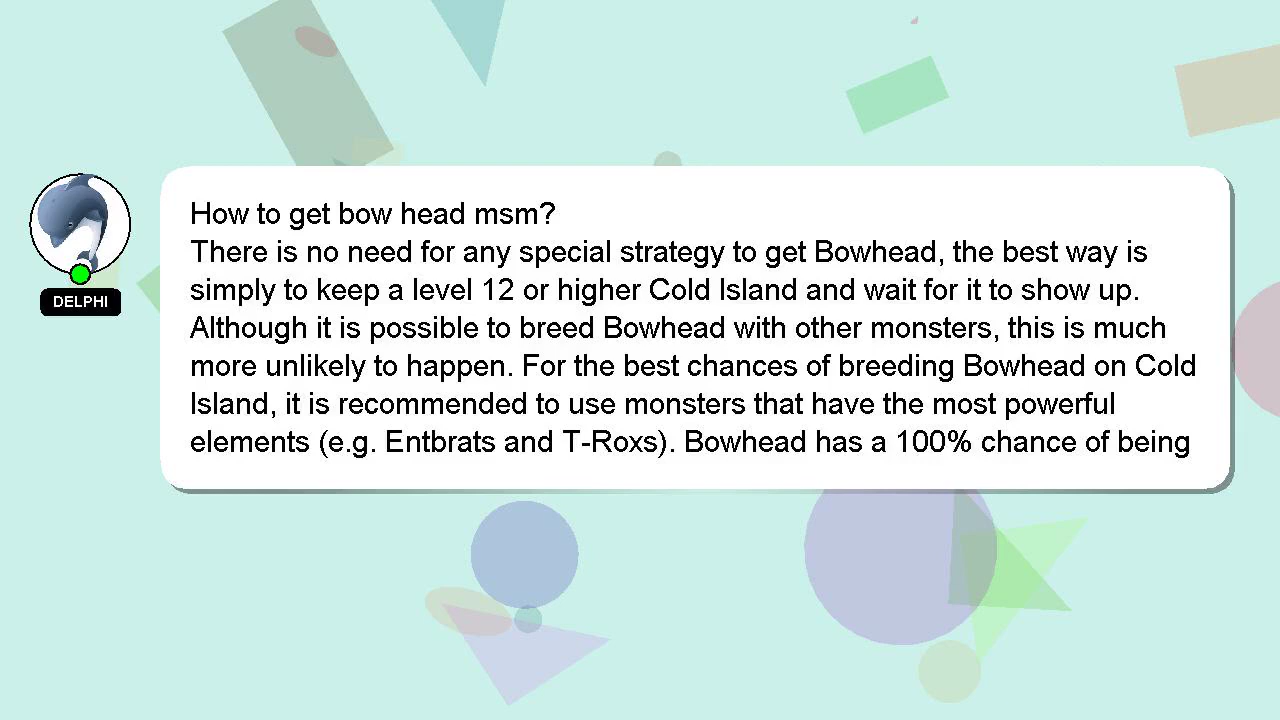 How to get bow head msm?
There is no need for any special strategy to get Bowhead, the best way is
simply to keep a level 12 or higher Cold Island and wait for it to show up.
Although it is possible to breed Bowhead with other monsters, this is much
more unlikely to happen. For the best chances of breeding Bowhead on Cold
Island, it is recommended to use monsters that have the most powerful
elements (e.g. Entbrats and T-Roxs). Bowhead has a 100% chance of being
DELPHI